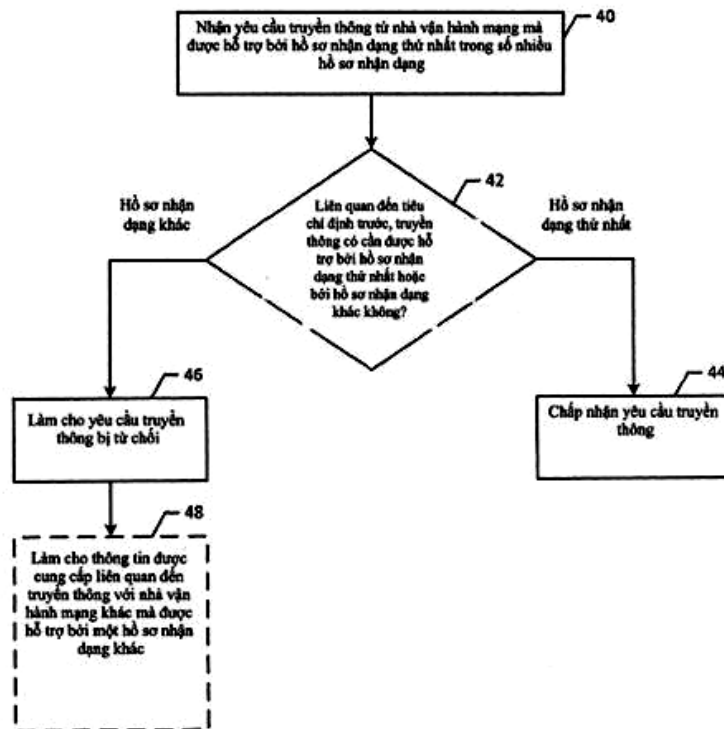 Nhận yêu cầu truyền thông từ nhà vận hành mạng mà
được hỗ trợ bởi hồ sơ nhận dạng thứ nhất trong số nhiều
hồ sơ nhận dạng
40
42
Hồ sơ nhận
dạng khác
Liên quan đến tiêu
chí định trước, truyền
thông có cần được hỗ
trợ bởi hồ sơ nhận
dạng thứ nhất hoặc
bởi hồ sơ nhận dạng
khác không?
Hồ sơ nhận
dạng thứ nhất
46
Làm cho yêu cầu truyền
thông bị từ chối
44
Chấp nhận yêu cầu truyền
thông
48
Làm cho thông tin được
cung cấp liên quan đến
truyền thông với nhà vận
hành mạng khác mà được
hỗ trợ bởi một hồ sơ nhận
dạng khác